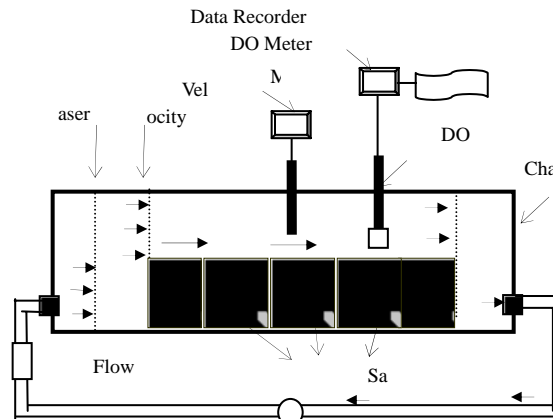 Data Recorder
DO Meter
Vel
M
aser
ocity
DO
Cha
Flow
Sa